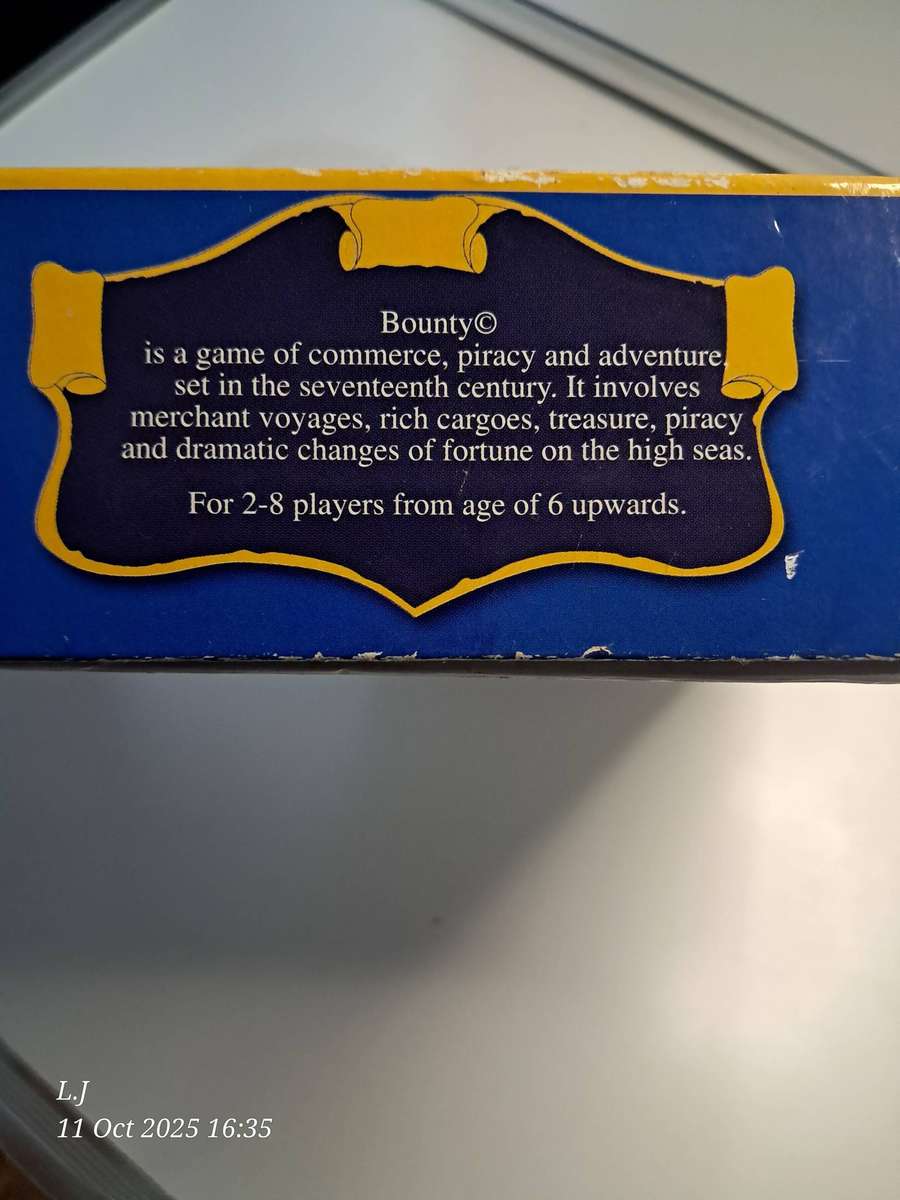 Bounty©
is a game of commerce, piracy and adventure,
set in the seventeenth century. It involves
merchant voyages, rich cargoes, treasure, piracy
and dramatic changes of fortune on the high seas.
For 2-8 players from age of 6 upwards.
L.J
11 Oct 2025 16:35